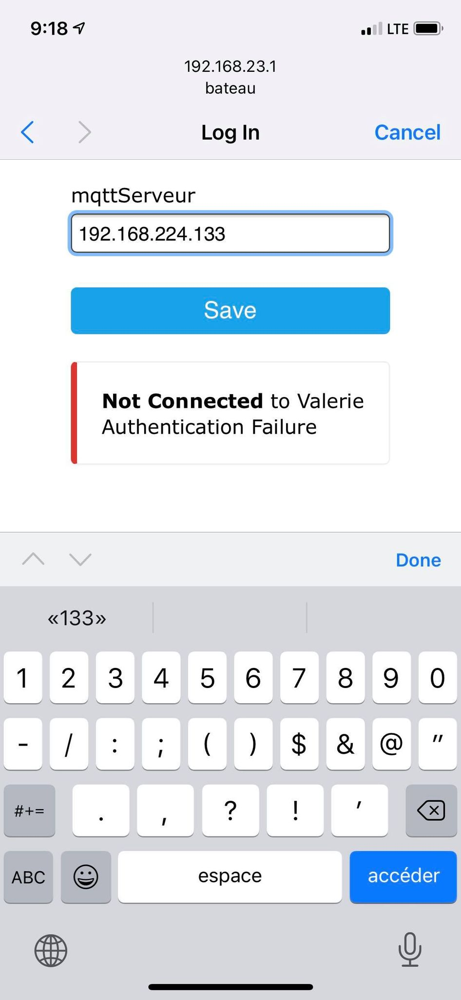 9:18
LTE
192.168.23.1
bateau
Log In
Cancel
mqttServeur
192.168.224.133
Save
Not Connected to Valerie
Authentication Failure
Done
«133»
1 2 3 4 5 6 7 8 9 0
- / : ; ( ) $ & @ "
#+= . , ? ! '
ABC espace accéder